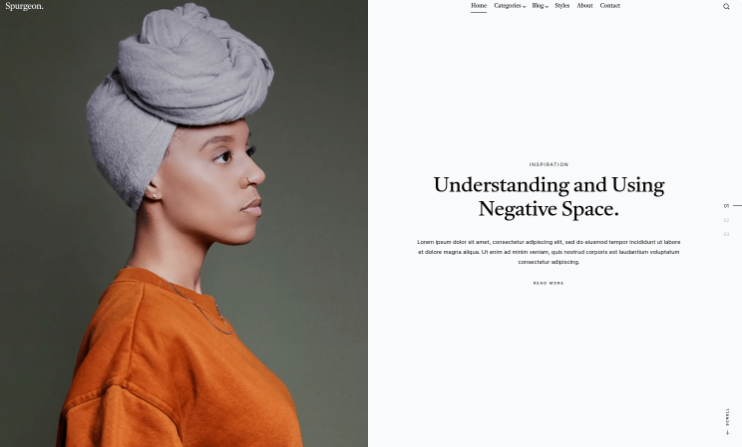 Spurgeon.
Home Categories Blog Styles About Contact
INSPIRATION
Understanding and Using
Negative Space.
Lorem ipsum dolor sit amet, consectetur adipiscing elit, sed do eiusmod tempor incididunt ut labore
et dolore magna aliqua. Ut enim ad minim veniam, quis nostrud corporis est laudantium voluptatum
consectetur adipiscing.
READ MORE
01
02
03
SCROLL